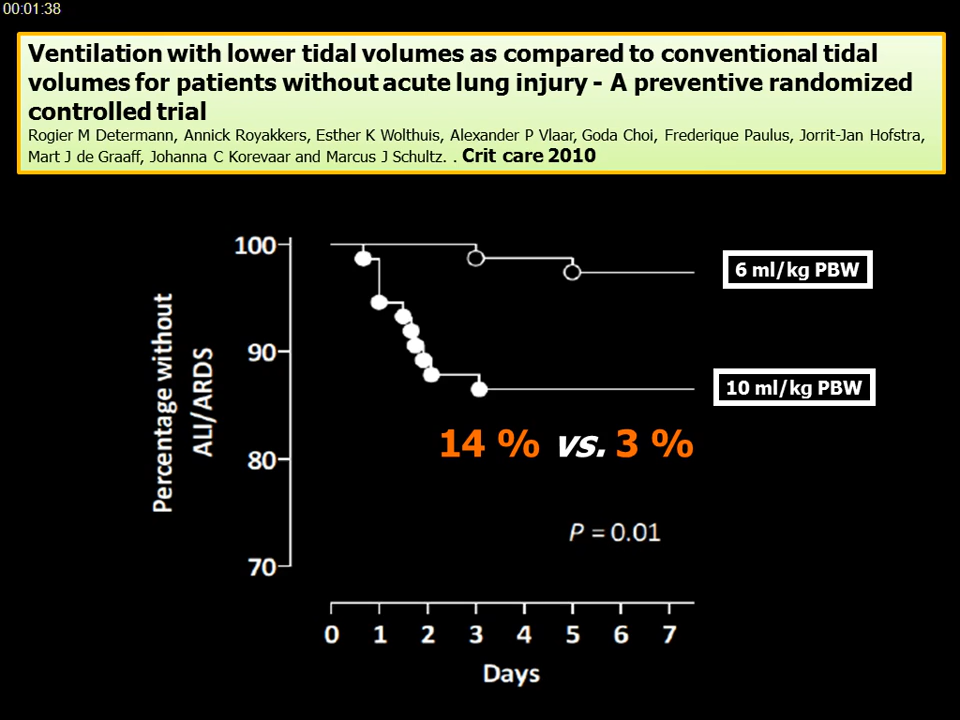 00:01:38
Ventilation with lower tidal volumes as compared to conventional tidal
volumes for patients without acute lung injury - A preventive randomized
controlled trial
Rogier M Determann, Annick Royakkers, Esther K Wolthuis, Alexander P Vlaar, Goda Choi, Frederique Paulus, Jorrit-Jan Hofstra,
Mart J de Graaff, Johanna C Korevaar and Marcus J Schultz. . Crit care 2010
100
90
80
70
Percentage without
ALI/ARDS
6 ml/kg PBW
10 ml/kg PBW
14 % vs. 3 %
P = 0.01
0 1 2 3 4 5 6 7
Days